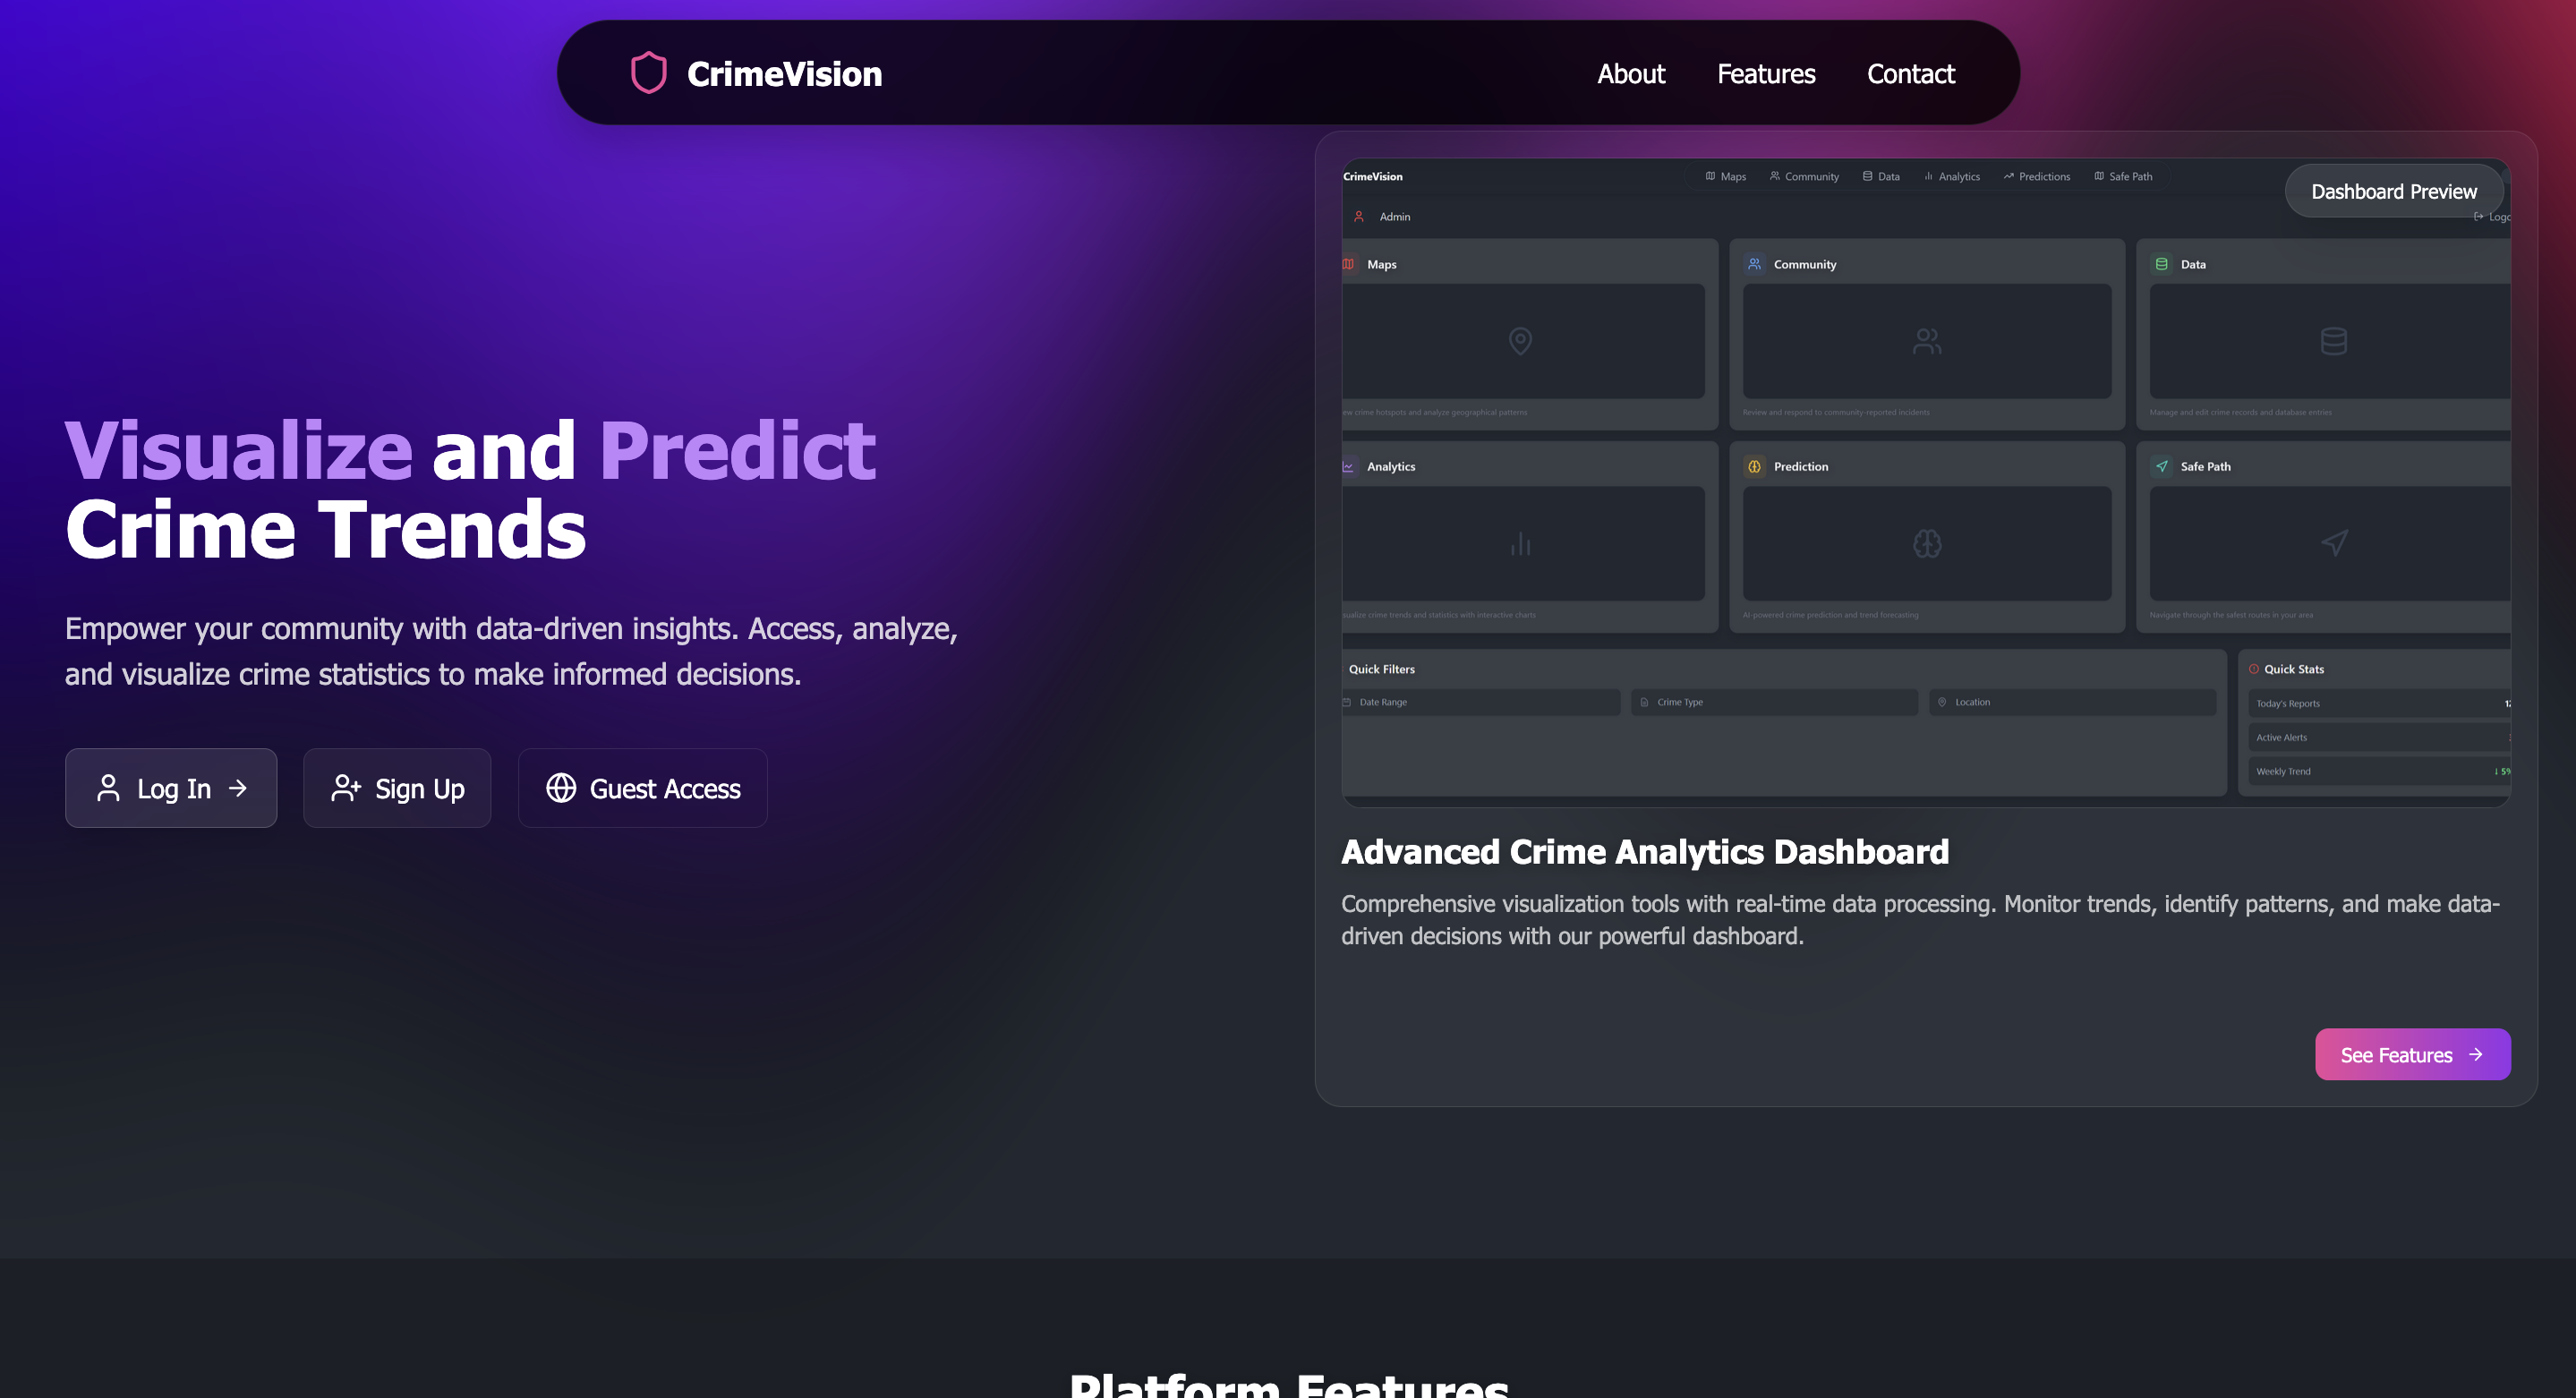 CrimeVision
About
Features
Contact
Visualize and Predict
Crime Trends
Empower your community with data-driven insights. Access, analyze,
and visualize crime statistics to make informed decisions.
Log In
Sign Up
Guest Access
CrimeVision
Maps
Community
Data
Analytics
Predictions
Safe Path
Dashboard Preview
Admin
Maps
Community
Data
crime hotspots and analyze geographical patterns
Review and respond to community-reported incidents
Manage and edit crime records and database entries
Analytics
Prediction
Safe Path
crime trends and statistics with interactive charts
AI-powered crime prediction and trend forecasting
Navigate through the safest routes in your area
Quick Filters
Date Range
Crime Type
Location
Quick Stats
Today's Reports
Active Alerts
Weekly Trend
↓ 5%
Advanced Crime Analytics Dashboard
Comprehensive visualization tools with real-time data processing. Monitor trends, identify patterns, and make data-
driven decisions with our powerful dashboard.
See Features
Platform Features